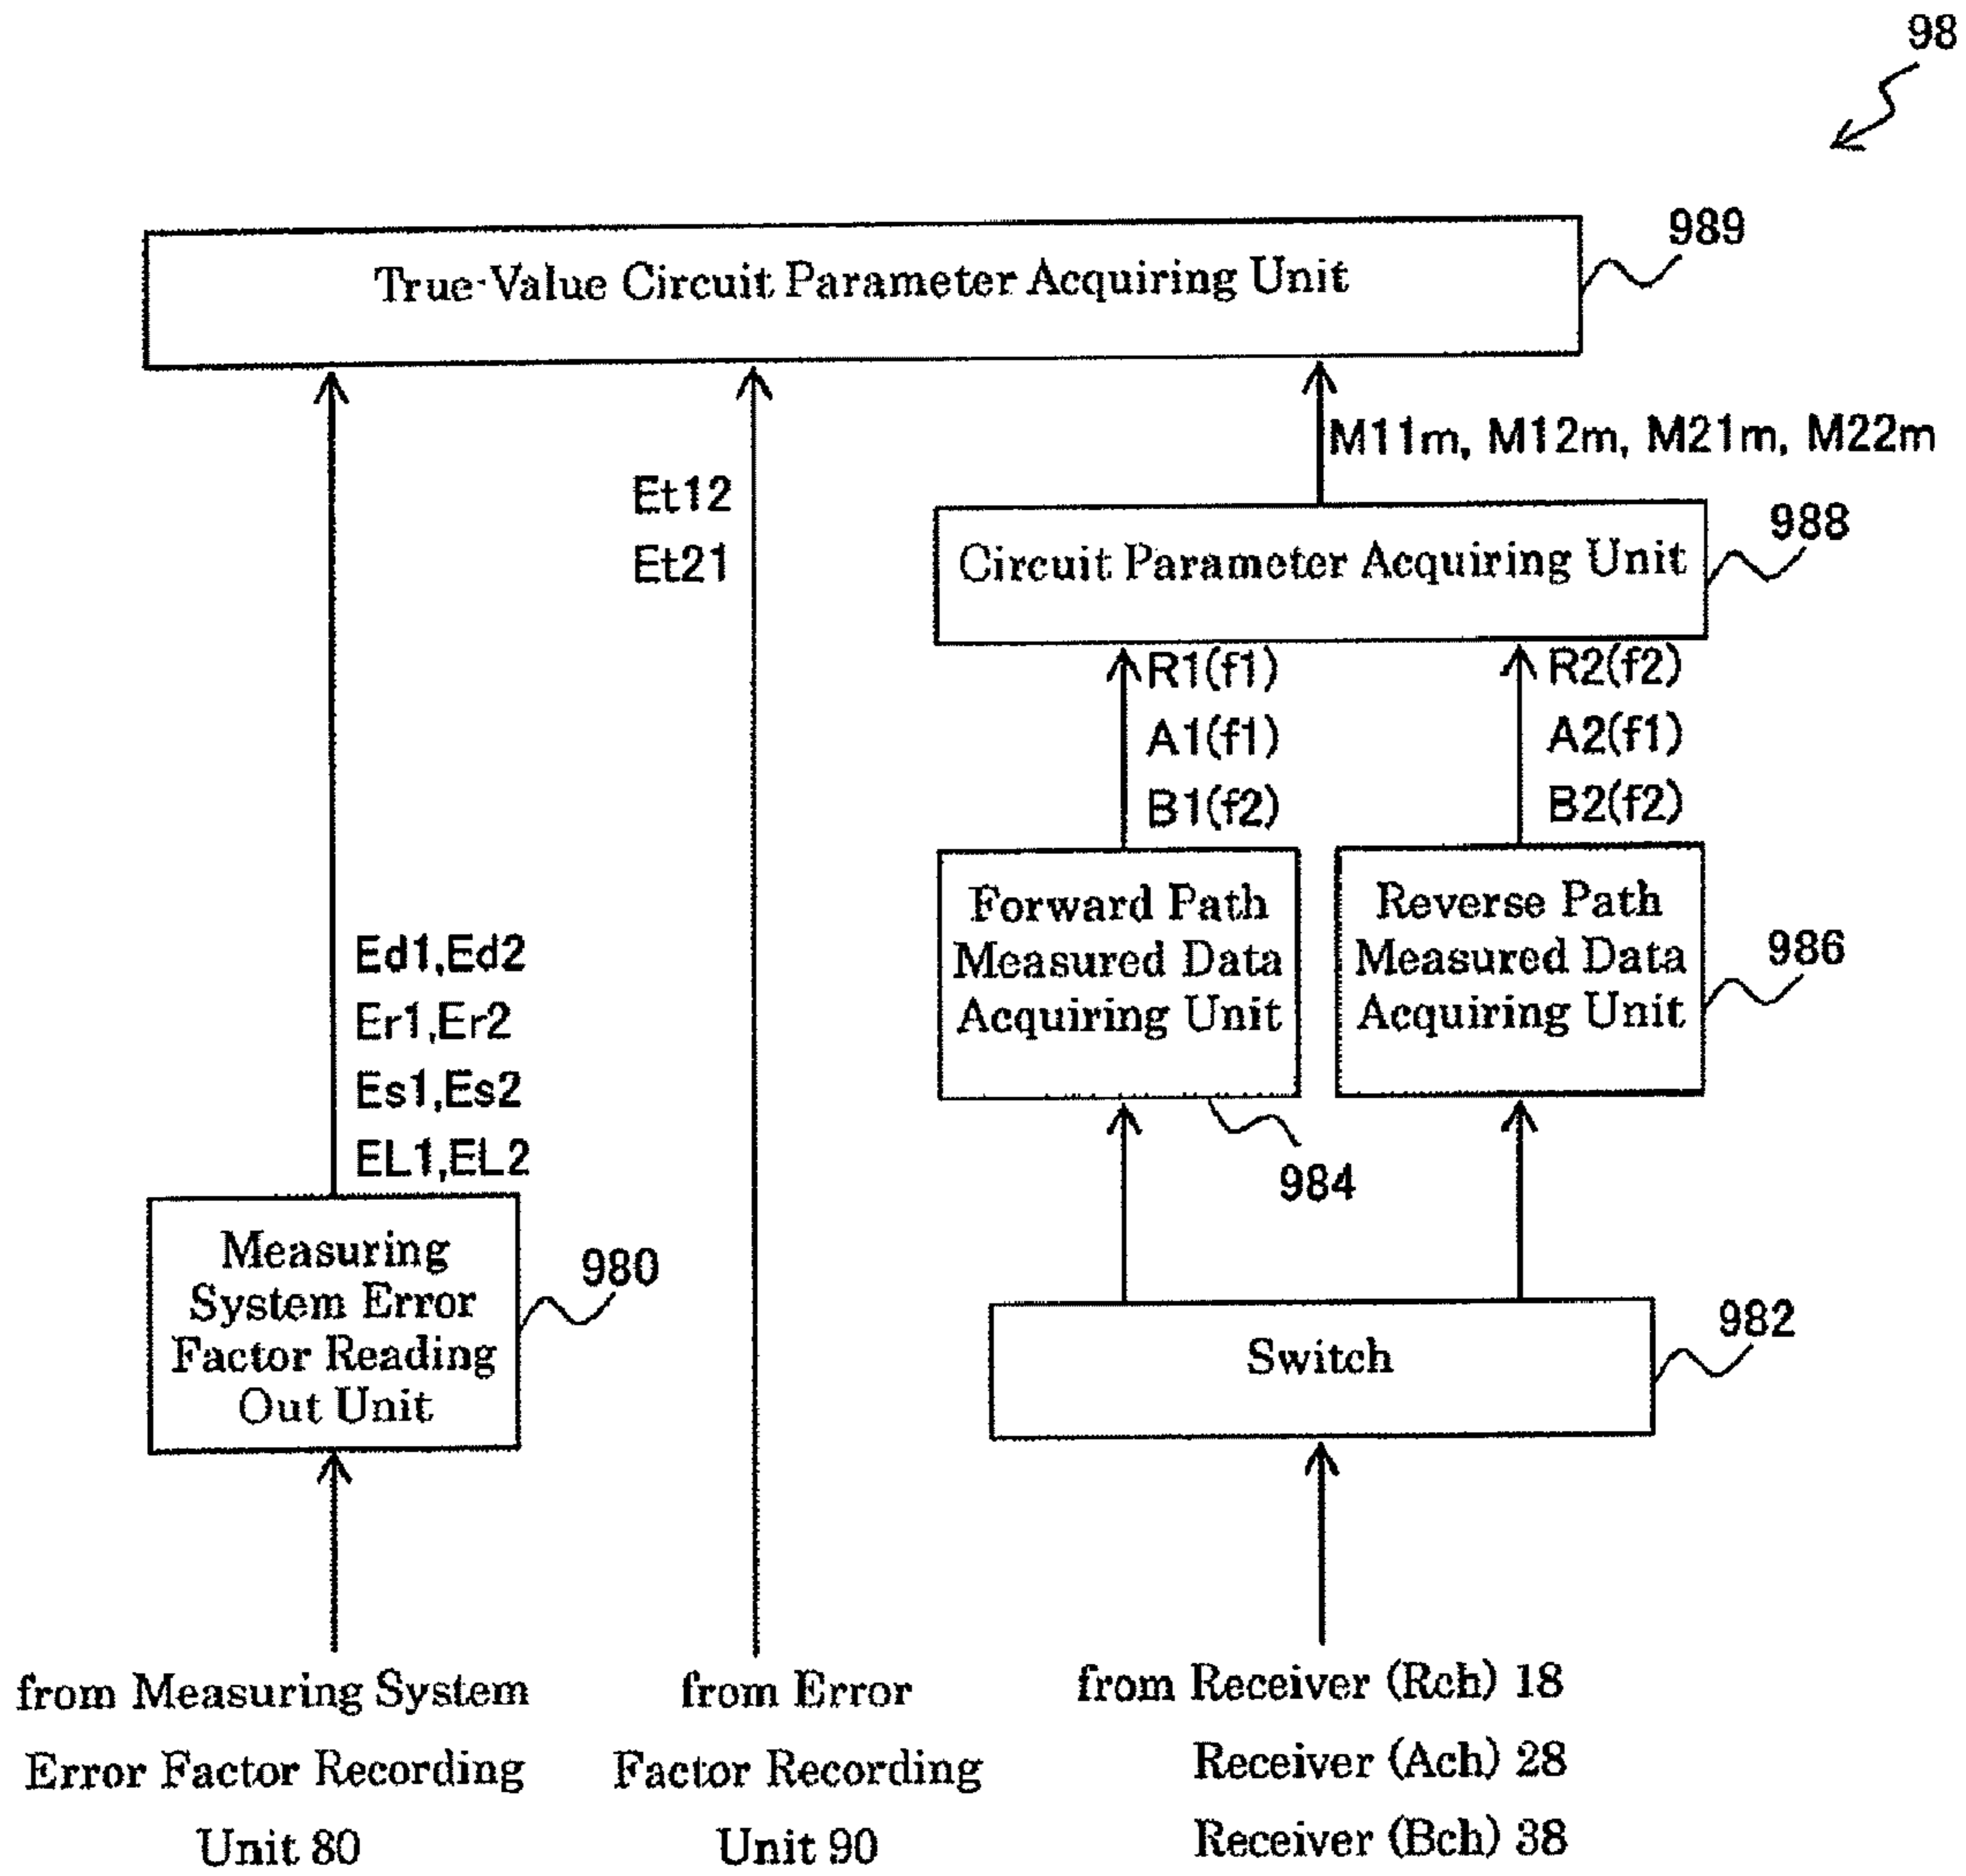 98
989
True-Value Circuit Parameter Acquiring Unit
M11m, M12m, M21m, M22m
Et12
Et21
988
Circuit Parameter Acquiring Unit
R1(f1)
A1(f1)
B1(f2)
R2(f2)
A2(f1)
B2(f2)
Forward Path
Measured Data
Acquiring Unit
984
Reverse Path
Measured Data
Acquiring Unit
986
Ed1,Ed2
Er1,Er2
Es1,Es2
EL1,EL2
Measuring
System Error
Factor Reading
Out Unit
980
Switch
982
from Measuring System
Error Factor Recording
Unit 80
from Error
Factor Recording
Unit 90
from Receiver (Rch) 18
Receiver (Ach) 28
Receiver (Bch) 38